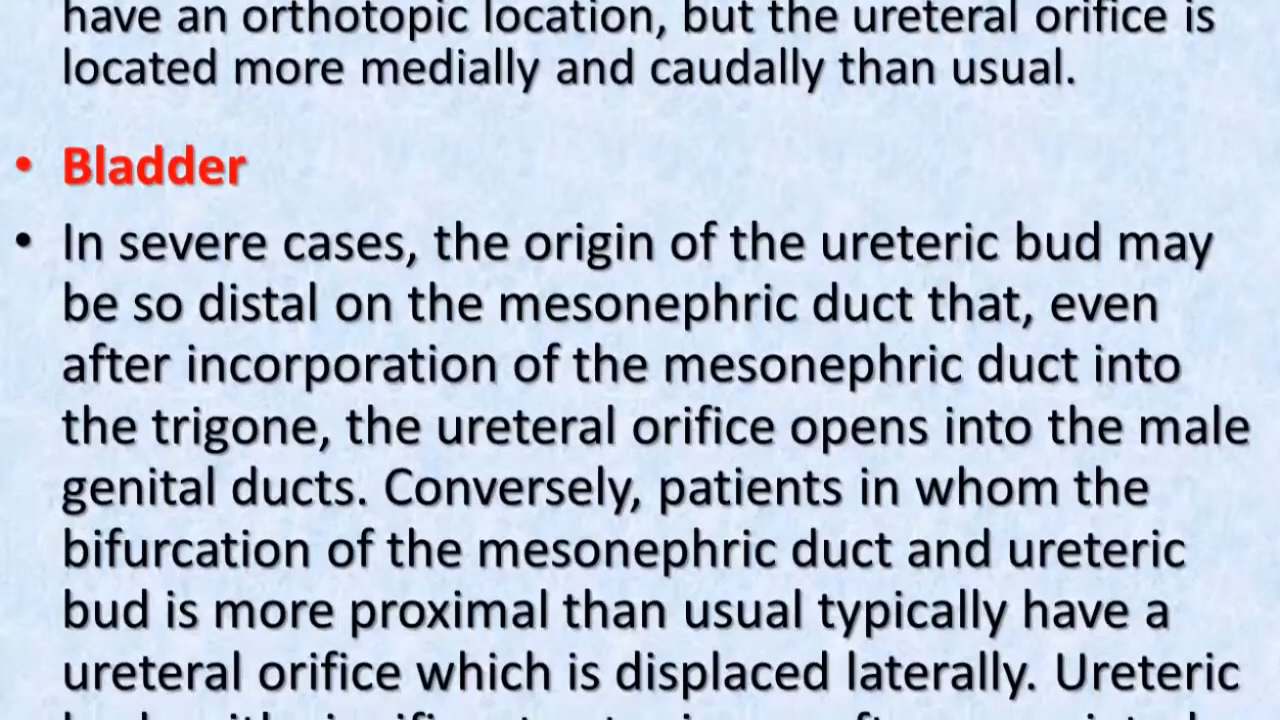 have an orthotopic location, but the ureteral orifice is
located more medially and caudally than usual.
• Bladder
• In severe cases, the origin of the ureteric bud may
be so distal on the mesonephric duct that, even
after incorporation of the mesonephric duct into
the trigone, the ureteral orifice opens into the male
genital ducts. Conversely, patients in whom the
bifurcation of the mesonephric duct and ureteric
bud is more proximal than usual typically have a
ureteral orifice which is displaced laterally. Ureteric